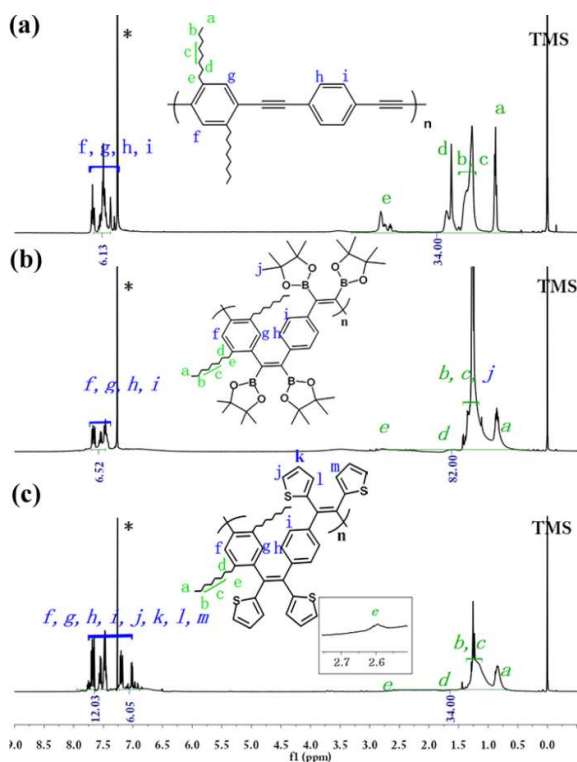 (a)
*
TMS
a
b
c
d
e
g
h
i
f
n
f, g, h, i
a
d
b, c
e
6.13
34.00
(b)
*
TMS
j
O O O O
B B
i
n
f
g h
d
e
a
b
c
B B
O O O O
f, g, h, i
b, c, j
e
d
a
6.52
82.00
(c)
*
TMS
k
j
l
m
S S
i
n
f
g h
d
e
a
b
c
S S
f, g, h, i, j, k, l, m
e
2.7 2.6
b, c
e
d
a
12.03
6.05
34.00
9.0 8.5 8.0 7.5 7.0 6.5 6.0 5.5 5.0 4.5 4.0 3.5 3.0 2.5 2.0 1.5 1.0 0.5 0.0
f1 (ppm)